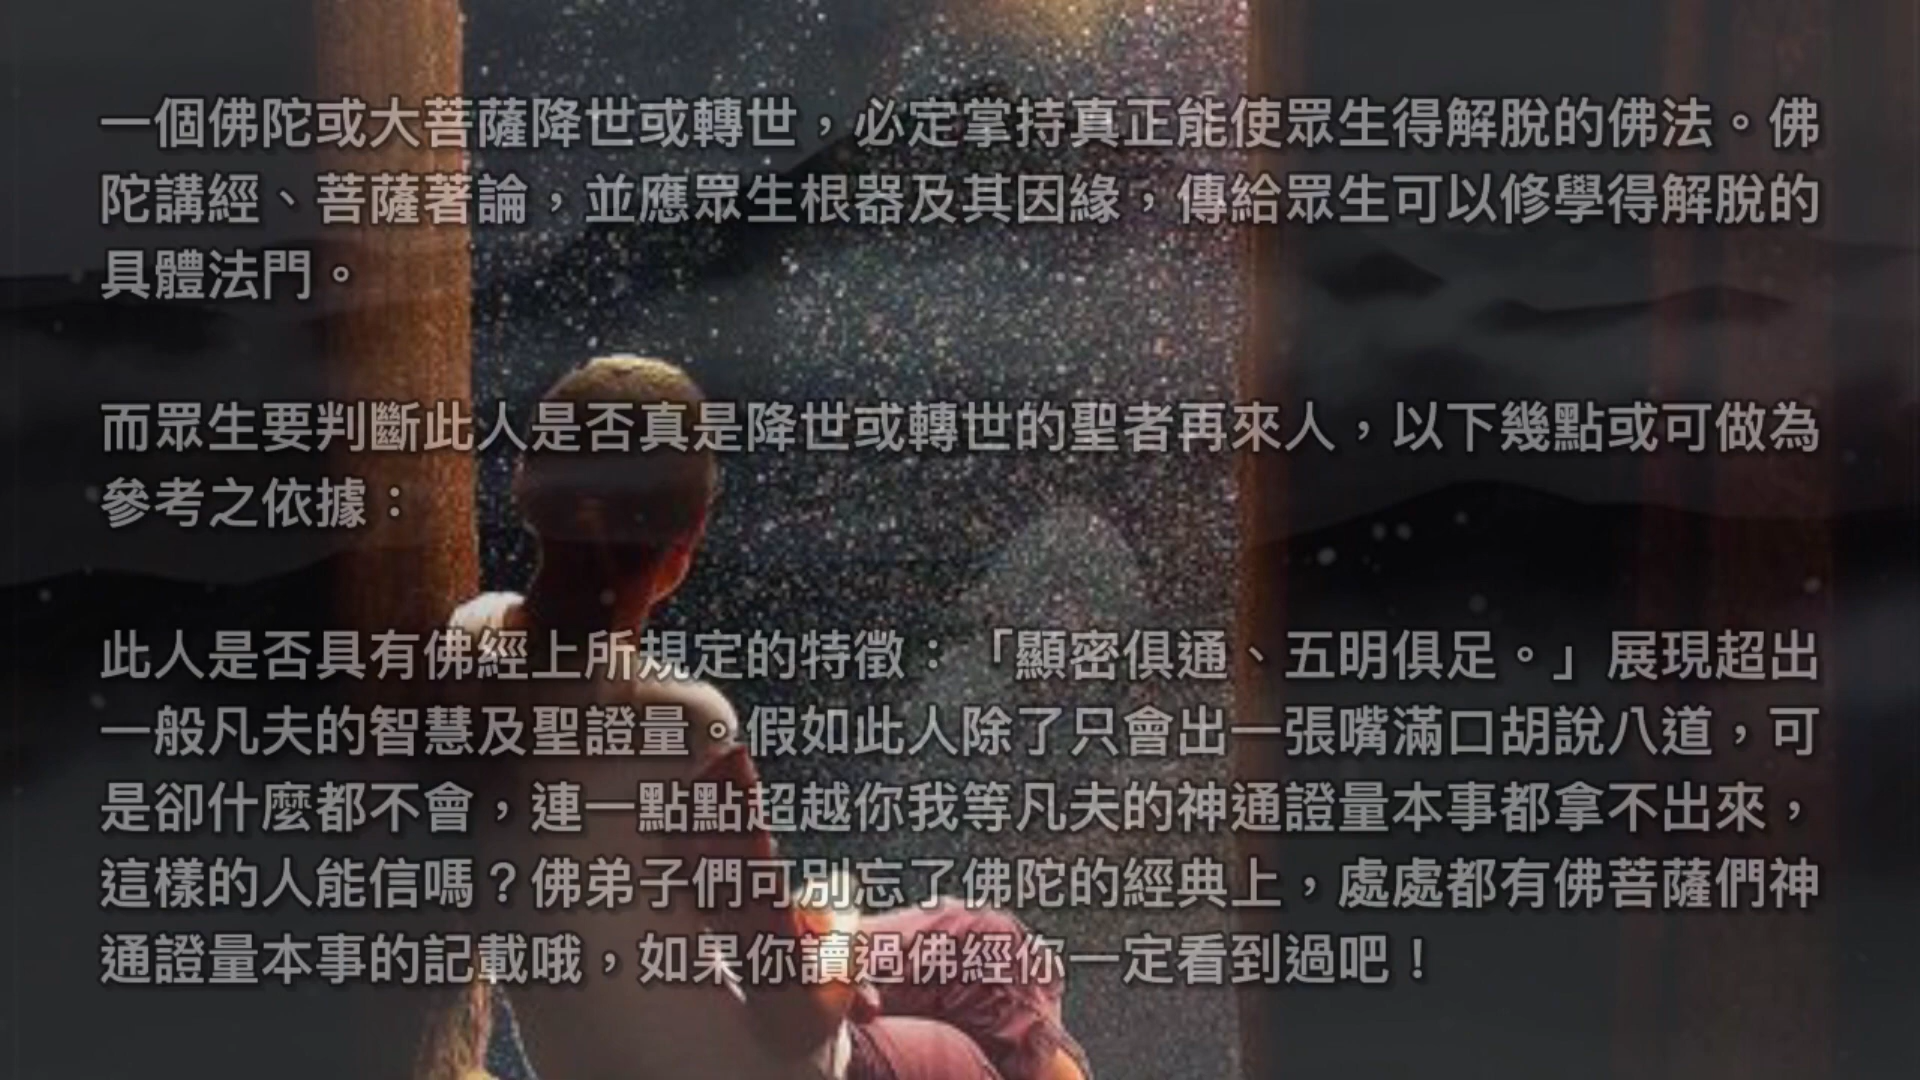 一個佛陀或大菩薩降世或轉世，必定掌持真正能使眾生得解脫的佛法。佛
陀講經、菩薩著論，並應眾生根器及其因緣，傳給眾生可以修學得解脫的
具體法門。
而眾生要判斷此人是否真是降世或轉世的聖者再來人，以下幾點或可做為
參考之依據：
此人是否具有佛經上所規定的特徵：「顯密俱通、五明俱足。」展現超出
一般凡夫的智慧及聖證量。假如此人除了只會出一張嘴滿口胡說八道，可
是卻什麼都不會，連一點點超越你我等凡夫的神通證量本事都拿不出來，
這樣的人能信嗎？佛弟子們可別忘了佛陀的經典上，處處都有佛菩薩們神
通證量本事的記載哦，如果你讀過佛經你一定看到過吧！